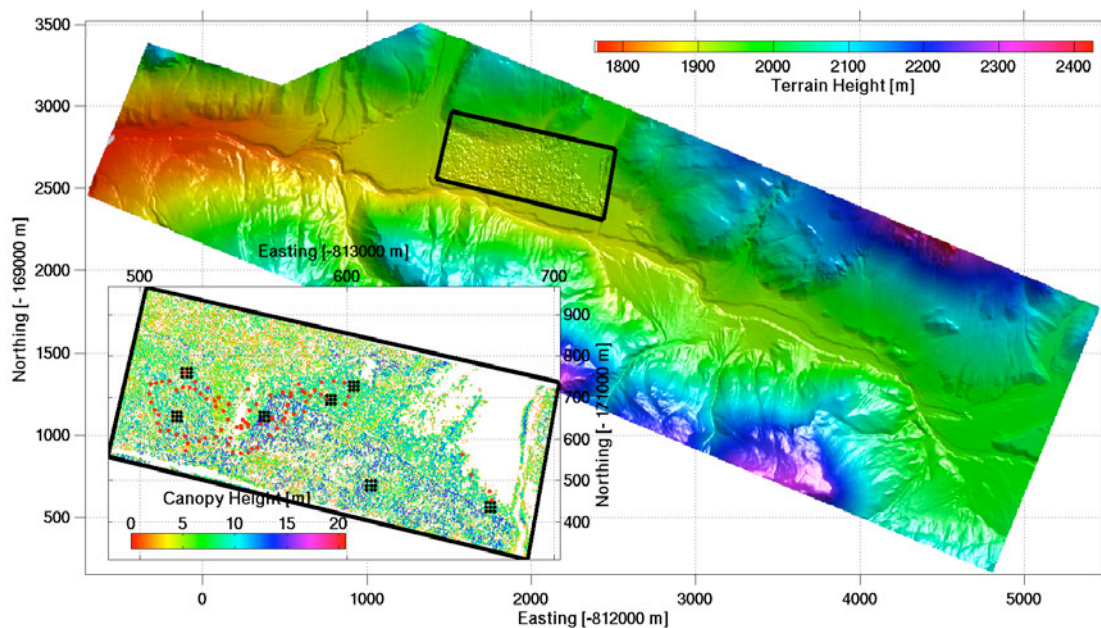 3500
3000
2500
2000
1500
1000
500
Northing [- 169000 m]
1800 1900 2000 2100 2200 2300 2400
Terrain Height [m]
Easting [-813000 m]
500 600 700
900
800
700
600
500
400
Northing [-171000 m]
Canopy Height [m]
0 5 10 15 20
0 1000 2000 3000 4000 5000
Easting [-812000 m]